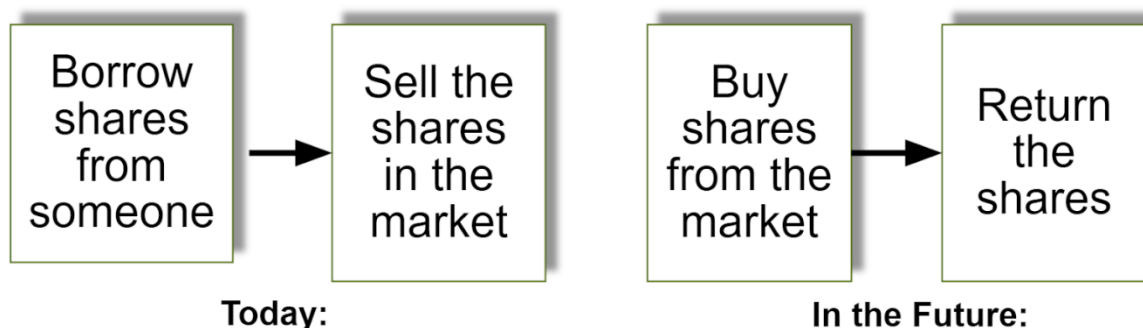 Borrow
shares
from
someone
Sell the
shares
in the
market
Buy
shares
from the
market
Return
the
shares
Today:
In the Future: